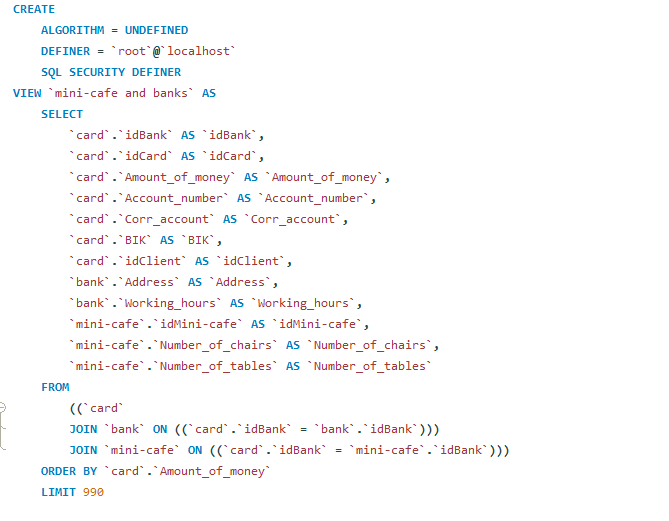 CREATE
ALGORITHM = UNDEFINED
DEFINER = `root`@`localhost`
SQL SECURITY DEFINER
VIEW `mini-cafe and banks` AS
SELECT
`card`.`idBank` AS `idBank`,
`card`.`idCard` AS `idCard`,
`card`.`Amount_of_money` AS `Amount_of_money`,
`card`.`Account_number` AS `Account_number`,
`card`.`Corr_account` AS `Corr_account`,
`card`.`BIK` AS `BIK`,
`card`.`idClient` AS `idClient`,
`bank`.`Address` AS `Address`,
`bank`.`Working_hours` AS `Working_hours`,
`mini-cafe`.`idMini-cafe` AS `idMini-cafe`,
`mini-cafe`.`Number_of_chairs` AS `Number_of_chairs`,
`mini-cafe`.`Number_of_tables` AS `Number_of_tables`
FROM
((`card`
JOIN `bank` ON ((`card`.`idBank` = `bank`.`idBank`)))
JOIN `mini-cafe` ON ((`card`.`idBank` = `mini-cafe`.`idBank`)))
ORDER BY `card`.`Amount_of_money`
LIMIT 990